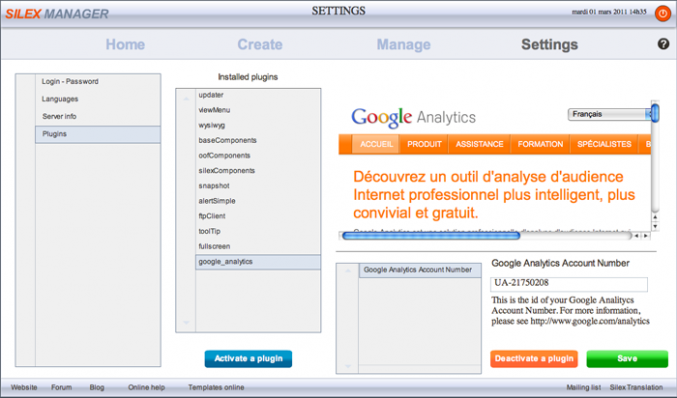 SILEX MANAGER
SETTINGS
mardi 01 mars 2011 14h35
Home
Create
Manage
Settings
?
Login - Password
Languages
Server info
Plugins
Installed plugins
updater
viewMenu
wysiwyg
baseComponents
oofComponents
silexComponents
snapshot
alertSimple
ftpClient
toolTip
fullscreen
google_analytics
Activate a plugin
Google Analytics
Français
ACCUEIL PRODUIT ASSISTANCE FORMATION SPÉCIALISTES B
Découvrez un outil d'analyse d'audience
Internet professionnel plus intelligent, plus
convivial et gratuit.
Google Analytics Account Number
Google Analytics Account Number
UA-21750208
This is the id of your Google Analitycs
Account Number. For more information,
please see http://www.google.com/analytics
Deactivate a plugin
Save
Website Forum Blog Online help Templates online
Mailing list Silex Translation